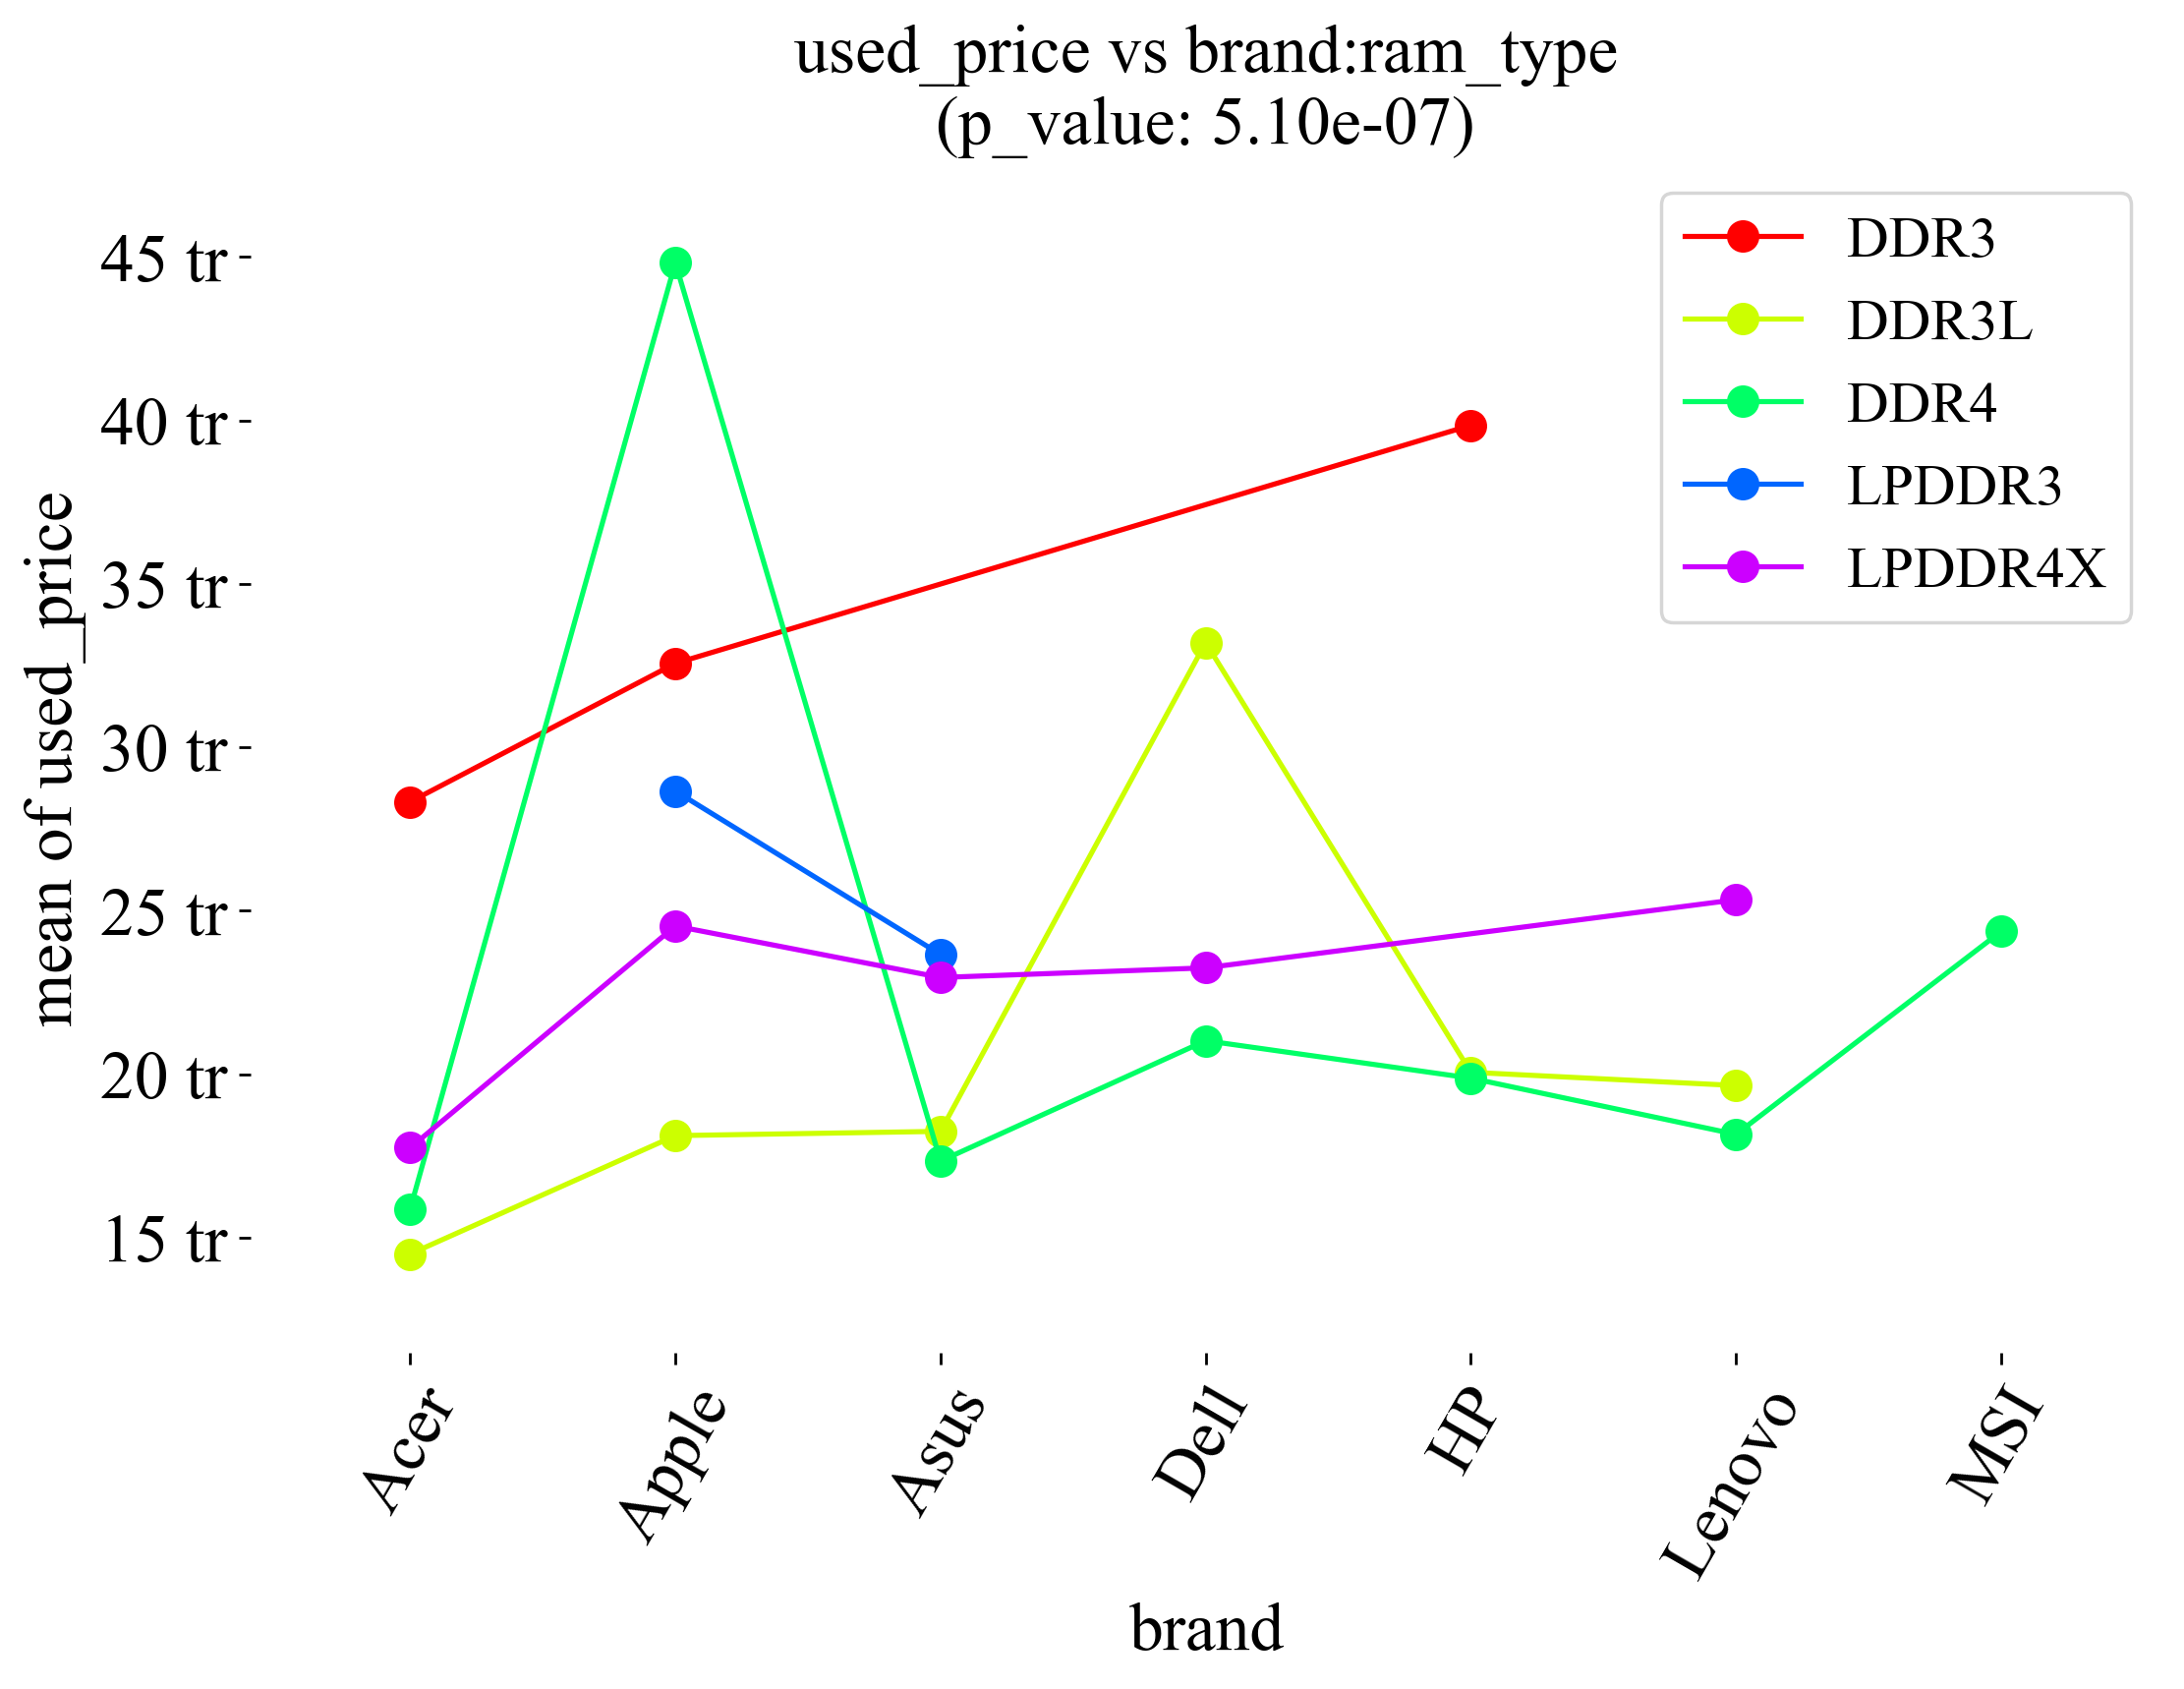 used_price vs brand:ram_type
(p_value: 5.10e-07)
DDR3
DDR3L
DDR4
LPDDR3
LPDDR4X
mean of used_price
45 tr
40 tr
35 tr
30 tr
25 tr
20 tr
15 tr
Acer
Apple
Asus
Dell
HP
Lenovo
MSI
brand